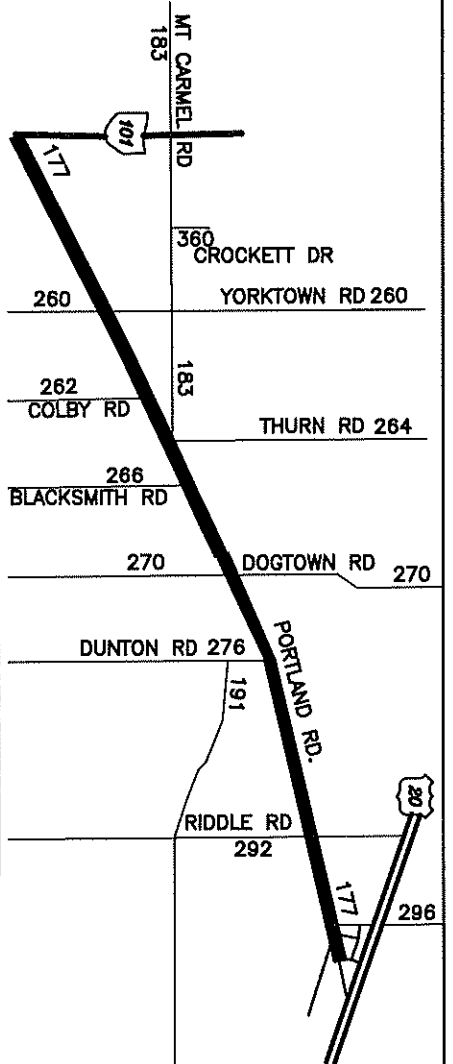 MT CARMEL RD
183
101
177
360
CROCKETT DR
260
YORKTOWN RD 260
183
262
COLBY RD
THURN RD 264
266
BLACKSMITH RD
270
DOGTOWN RD
270
DUNTON RD 276
PORTLAND RD.
191
20
RIDDLE RD
292
177
296